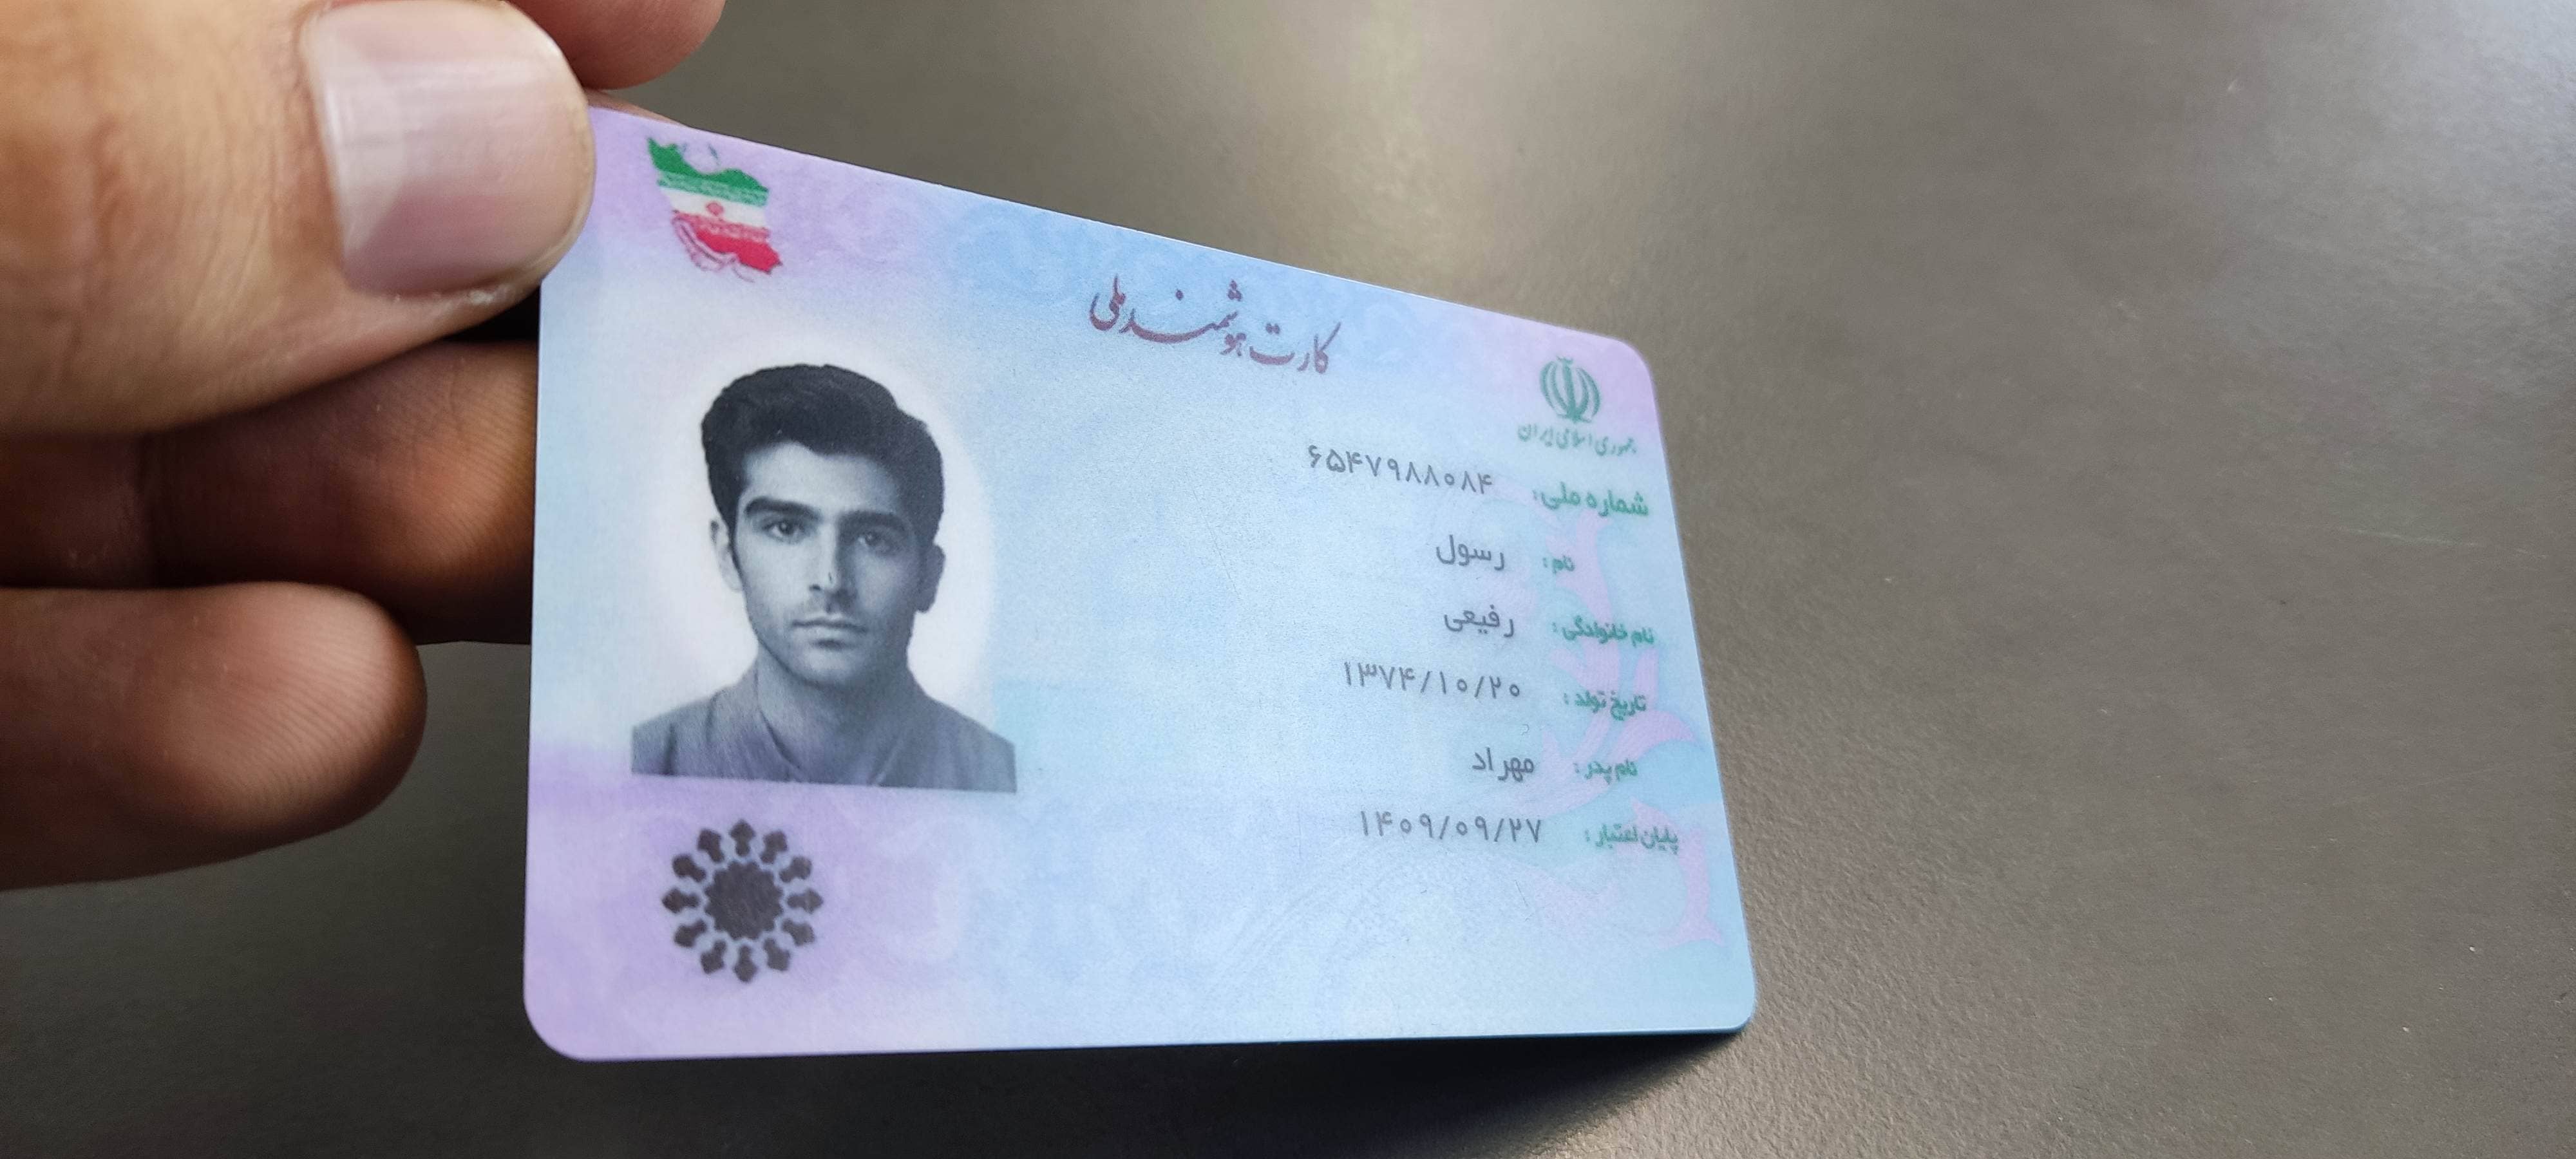 کارت هوشمند ملی
جمهوری اسلامی ایران
شماره ملی: ۶۵۴۷۹۸۸۰۸۴
نام: رسول
نام خانوادگی: رفیعی
تاریخ تولد: ۱۳۷۴/۱۰/۲۰
نام پدر: مهراد
پایان اعتبار: ۱۴۰۹/۰۹/۲۷